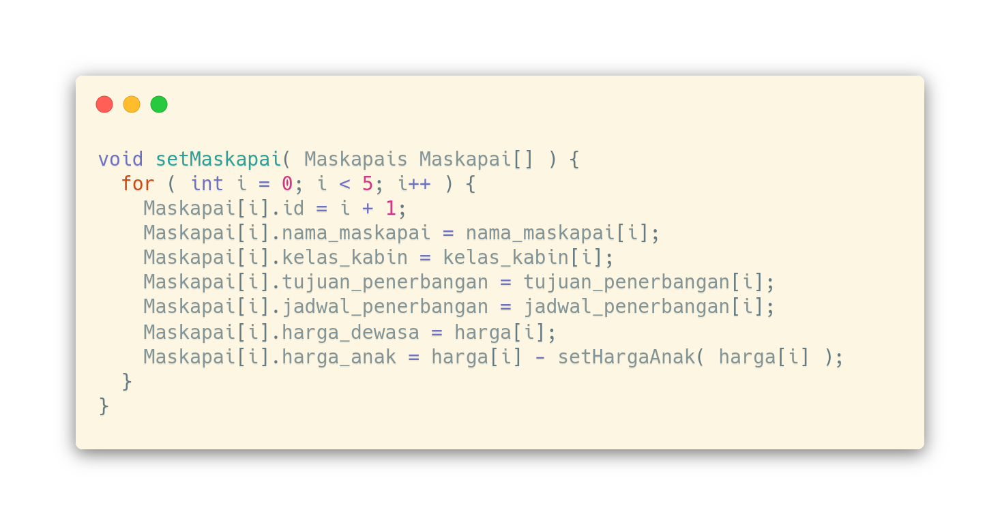 void setMaskapai( Maskapais Maskapai[] ) {
  for ( int i = 0; i < 5; i++ ) {
    Maskapai[i].id = i + 1;
    Maskapai[i].nama_maskapai = nama_maskapai[i];
    Maskapai[i].kelas_kabin = kelas_kabin[i];
    Maskapai[i].tujuan_penerbangan = tujuan_penerbangan[i];
    Maskapai[i].jadwal_penerbangan = jadwal_penerbangan[i];
    Maskapai[i].harga_dewasa = harga[i];
    Maskapai[i].harga_anak = harga[i] - setHargaAnak( harga[i] );
  }
}